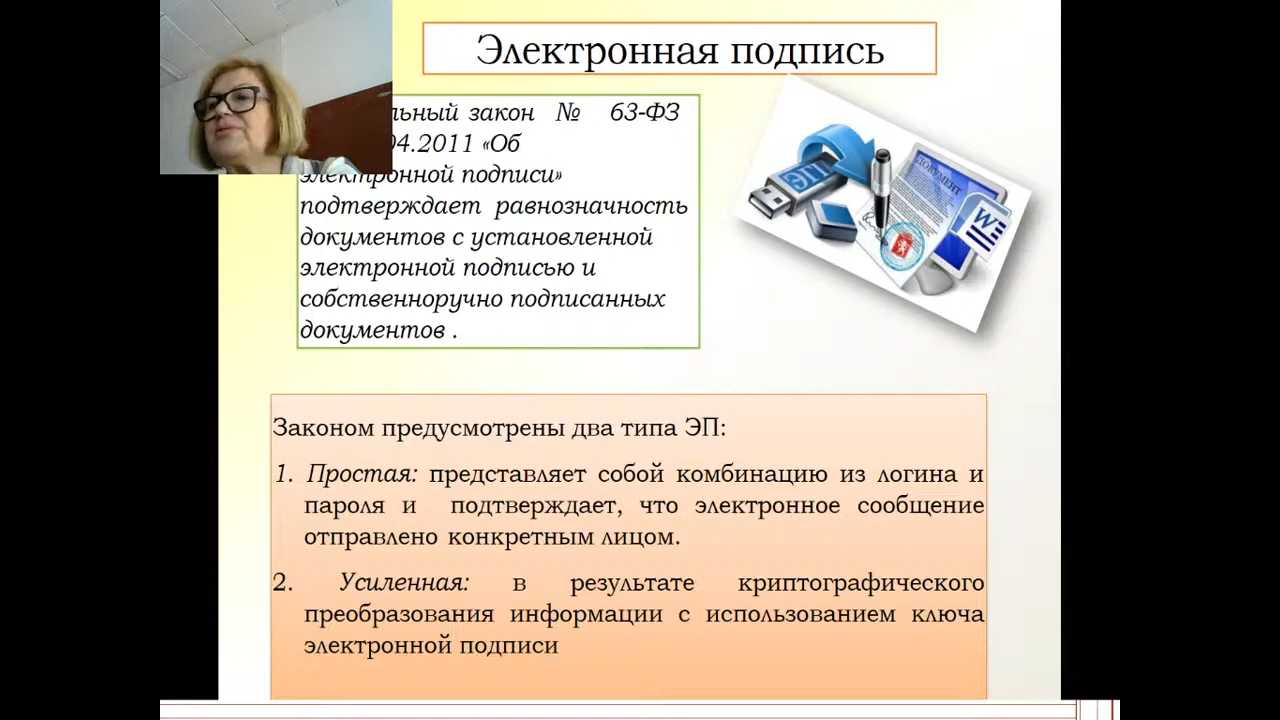 Электронная подпись
закон № 63-ФЗ
04.2011 «Об
электронной подписи»
подтверждает равнозначность
документов с установленной
электронной подписью и
собственноручно подписанных
документов .
ДОКУМЕНТ
W
Законом предусмотрены два типа ЭП:
1. Простая: представляет собой комбинацию из логина и
пароля и подтверждает, что электронное сообщение
отправлено конкретным лицом.
2. Усиленная: в результате криптографического
преобразования информации с использованием ключа
электронной подписи